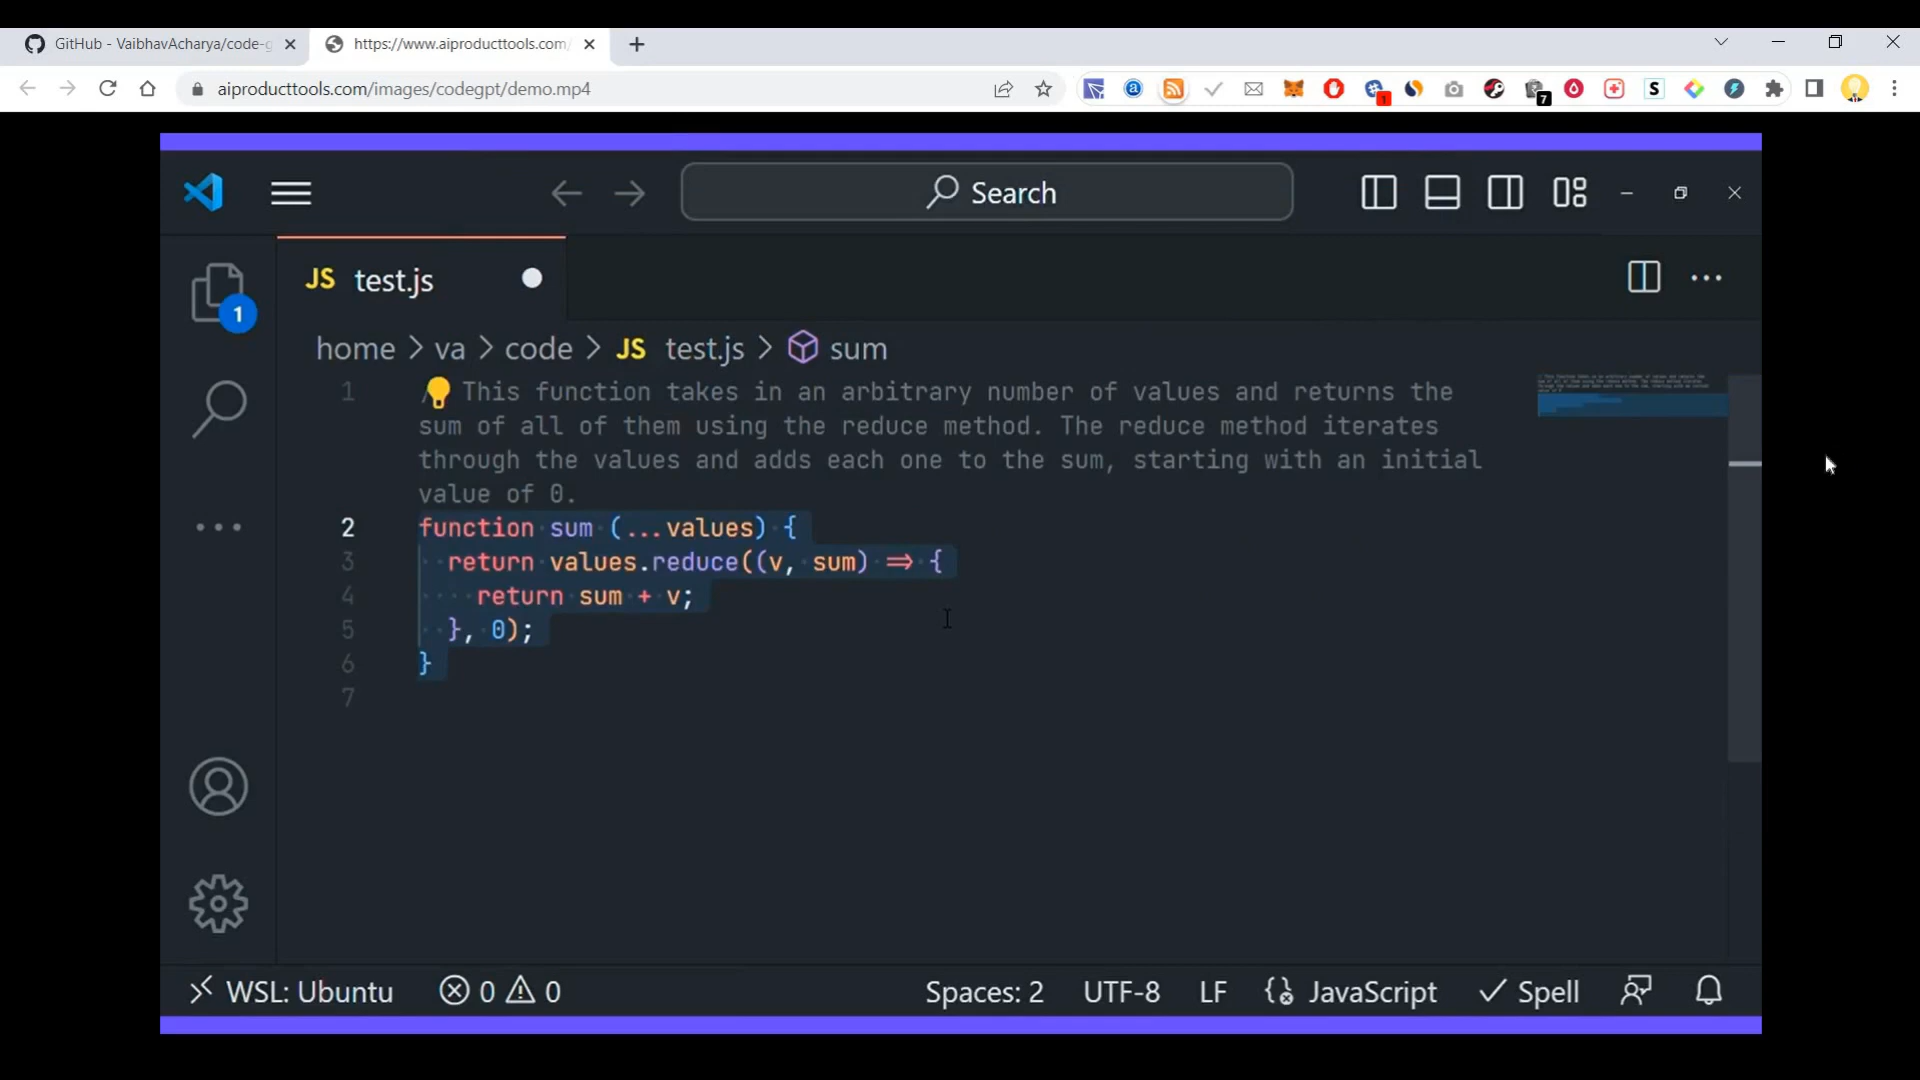 GitHub - VaibhavAcharya/code-g
https://www.aiproducttools.com/
aiproducttools.com/images/codegpt/demo.mp4
1
7
S
Search
JS test.js
1
home > va > code > JS test.js > sum
1 / This function takes in an arbitrary number of values and returns the
sum of all of them using the reduce method. The reduce method iterates
through the values and adds each one to the sum, starting with an initial
value of 0.
2 function sum (...values) {
3 return values.reduce((v, sum) => {
4 return sum + v;
5 }, 0);
6 }
7
WSL: Ubuntu 0 0 Spaces: 2 UTF-8 LF JavaScript Spell